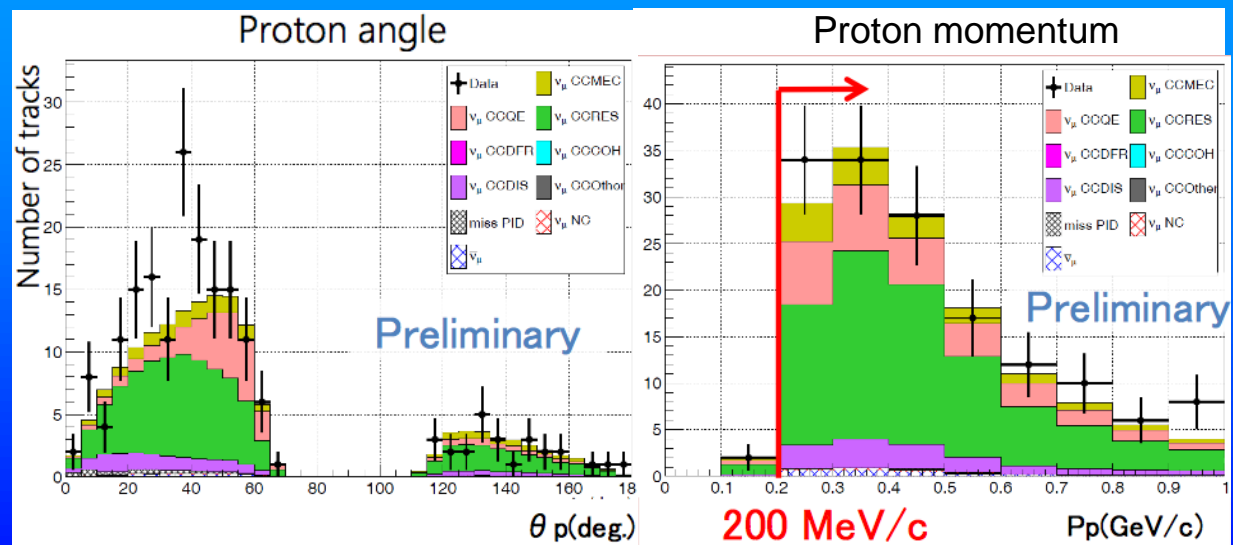 Proton angle
Number of tracks
30
25
20
15
10
5
0
Data
νμ CCMEC
νμ CCQE
νμ CCRES
νμ CCDFR
νμ CCCOH
νμ CCDIS
νμ CCOther
miss PID
νμ NC
ν̄μ
Preliminary
0 20 40 60 80 100 120 140 160 18
θp(deg.)
Proton momentum
40
35
30
25
20
15
10
5
0
Data
νμ CCMEC
νμ CCQE
νμ CCRES
νμ CCDFR
νμ CCCOH
νμ CCDIS
νμ CCOther
miss PID
νμ NC
ν̄μ
Preliminary
0 0.1 0.2 0.3 0.4 0.5 0.6 0.7 0.8 0.9 1
200 MeV/c
Pp(GeV/c)